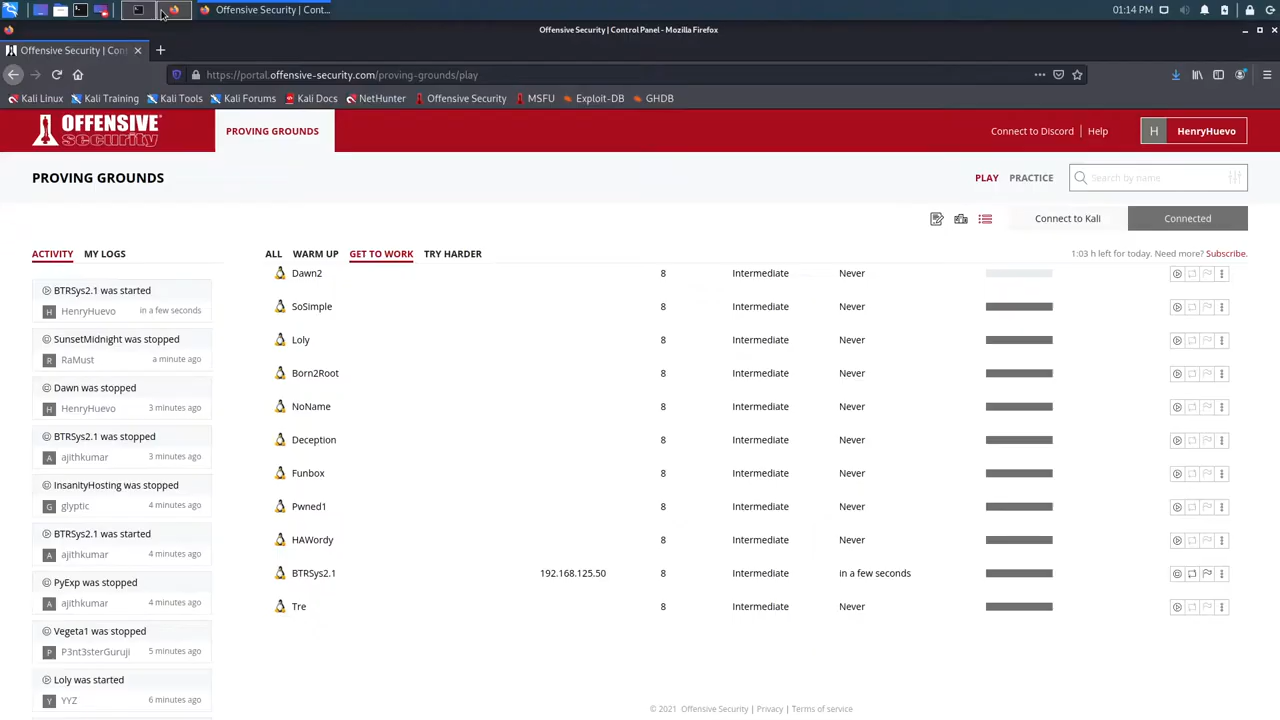 Offensive Security | Cont...
01:14 PM
Offensive Security | Control Panel - Mozilla Firefox
Offensive Security | Cont
https://portal.offensive-security.com/proving-grounds/play
Kali Linux
Kali Training
Kali Tools
Kali Forums
Kali Docs
NetHunter
Offensive Security
MSFU
Exploit-DB
GHDB
OFFENSIVE
security
PROVING GROUNDS
Connect to Discord | Help
H HenryHuevo
PROVING GROUNDS
PLAY
PRACTICE
Search by name
Connect to Kali
Connected
ACTIVITY
MY LOGS
ALL
WARM UP
GET TO WORK
TRY HARDER
1:03 h left for today. Need more? Subscribe.
BTRSys2.1 was started
H HenryHuevo in a few seconds
SunsetMidnight was stopped
R RaMust a minute ago
Dawn was stopped
H HenryHuevo 3 minutes ago
BTRSys2.1 was stopped
A ajithkumar 3 minutes ago
InsanityHosting was stopped
G glyptic 4 minutes ago
BTRSys2.1 was started
A ajithkumar 4 minutes ago
PyExp was stopped
A ajithkumar 4 minutes ago
Vegeta1 was stopped
P P3nt3sterGuruji 5 minutes ago
Loly was started
Y YYZ 6 minutes ago
Dawn2 8 Intermediate Never
SoSimple 8 Intermediate Never
Loly 8 Intermediate Never
Born2Root 8 Intermediate Never
NoName 8 Intermediate Never
Deception 8 Intermediate Never
Funbox 8 Intermediate Never
Pwned1 8 Intermediate Never
HAWordy 8 Intermediate Never
BTRSys2.1 192.168.125.50 8 Intermediate in a few seconds
Tre 8 Intermediate Never
© 2021 Offensive Security | Privacy | Terms of service